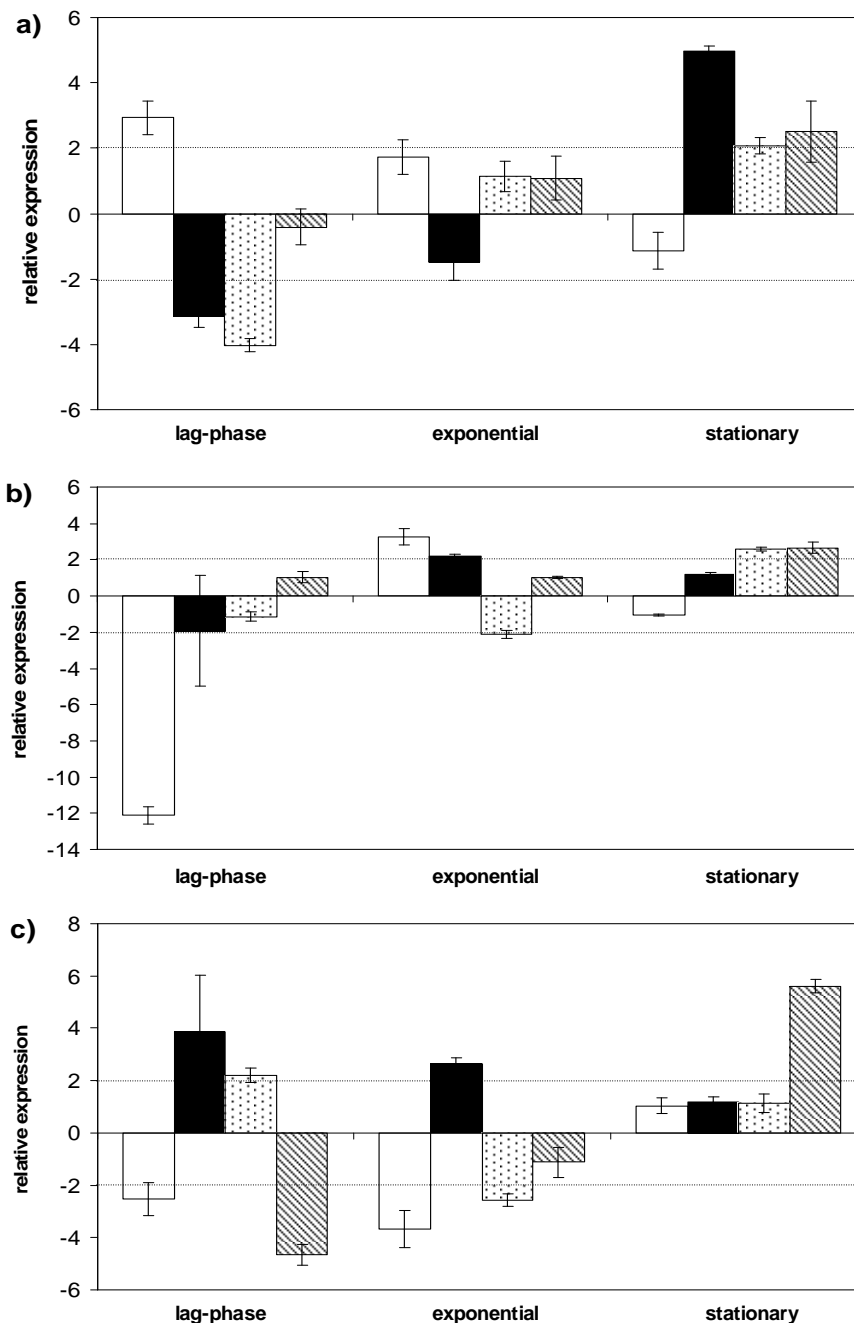 a)
relative expression
6
4
2
0
-2
-4
-6
lag-phase exponential stationary
b)
relative expression
6
4
2
0
-2
-4
-6
-8
-10
-12
-14
lag-phase exponential stationary
c)
relative expression
8
6
4
2
0
-2
-4
-6
lag-phase exponential stationary